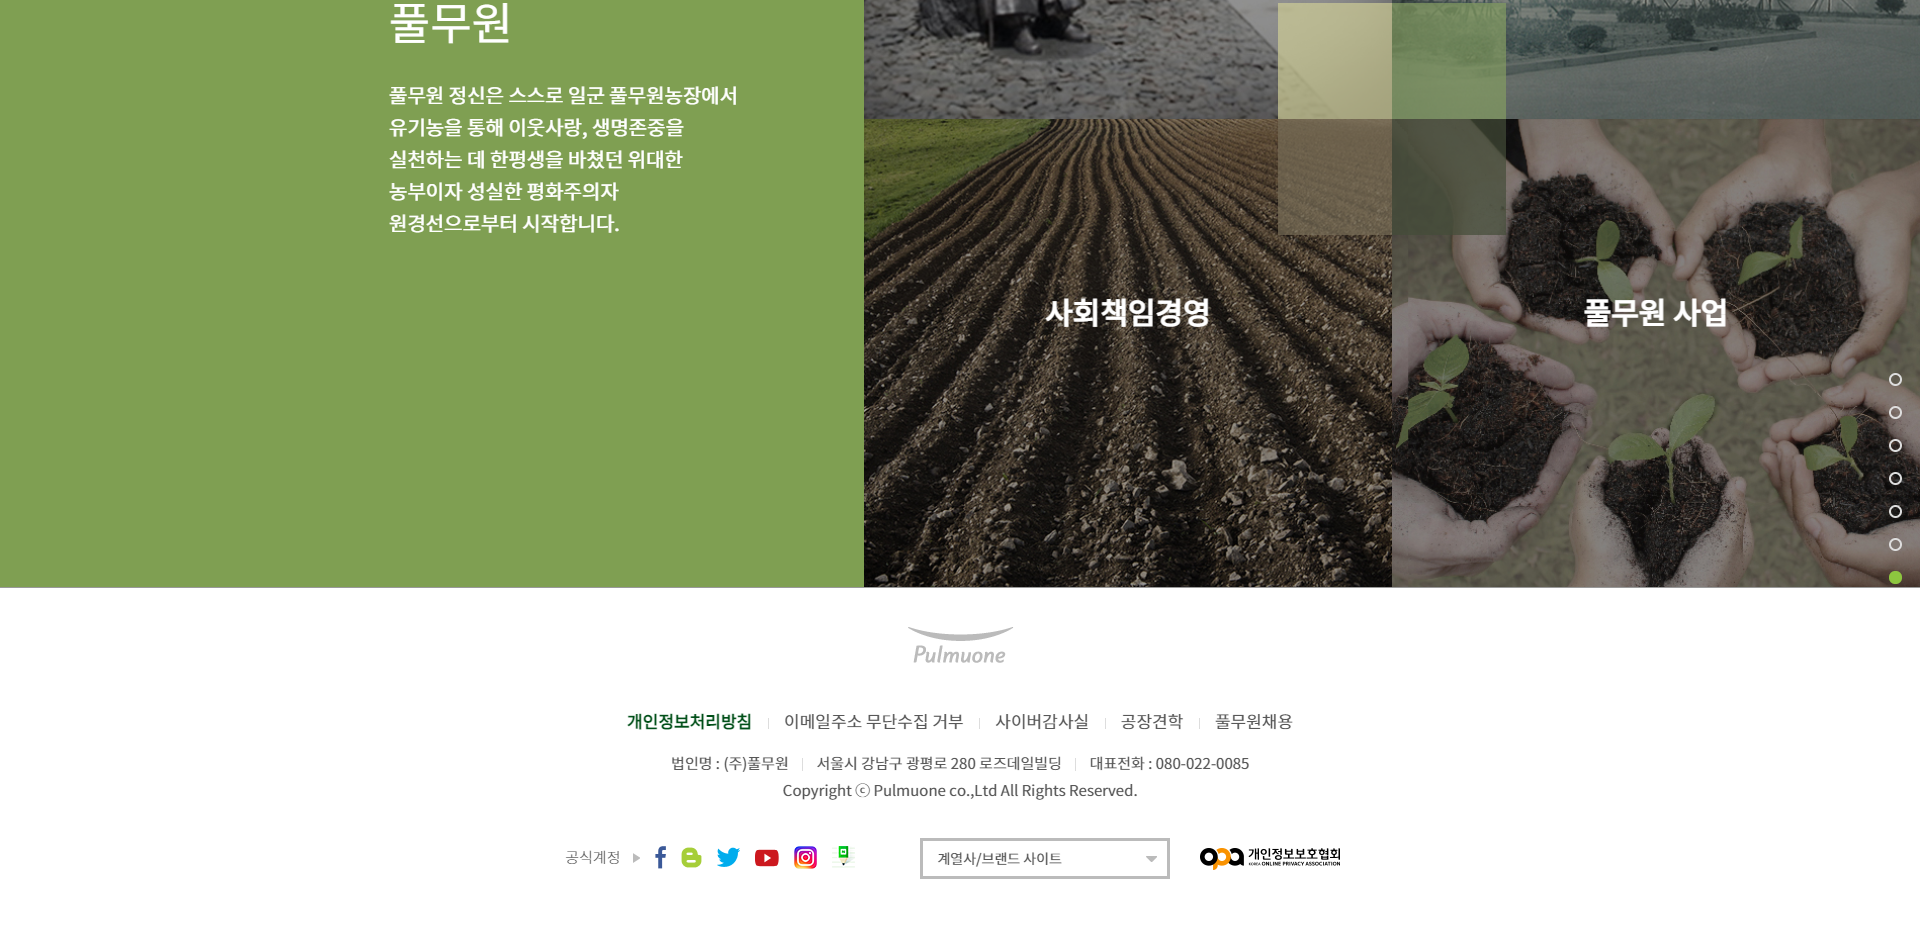 풀무원
풀무원 정신은 스스로 일군 풀무원농장에서
유기농을 통해 이웃사랑, 생명존중을
실천하는 데 한평생을 바쳤던 위대한
농부이자 성실한 평화주의자
원경선으로부터 시작합니다.
사회책임경영
풀무원 사업
Pulmuone
개인정보처리방침 이메일주소 무단수집 거부 사이버감사실 공장견학 풀무원채용
법인명 : (주)풀무원 서울시 강남구 광평로 280 로즈데일빌딩 대표전화 : 080-022-0085
Copyright ⓒ Pulmuone co.,Ltd All Rights Reserved.
공식계정
계열사/브랜드 사이트
opa 개인정보보호협회
KOREA ONLINE PRIVACY ASSOCIATION